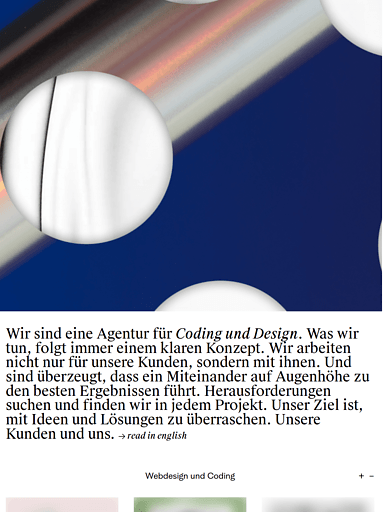 Wir sind eine Agentur für Coding und Design. Was wir
tun, folgt immer einem klaren Konzept. Wir arbeiten
nicht nur für unsere Kunden, sondern mit ihnen. Und
sind überzeugt, dass ein Miteinander auf Augenhöhe zu
den besten Ergebnissen führt. Herausforderungen
suchen und finden wir in jedem Projekt. Unser Ziel ist,
mit Ideen und Lösungen zu überraschen. Unsere
Kunden und uns. → read in english
Webdesign und Coding + –